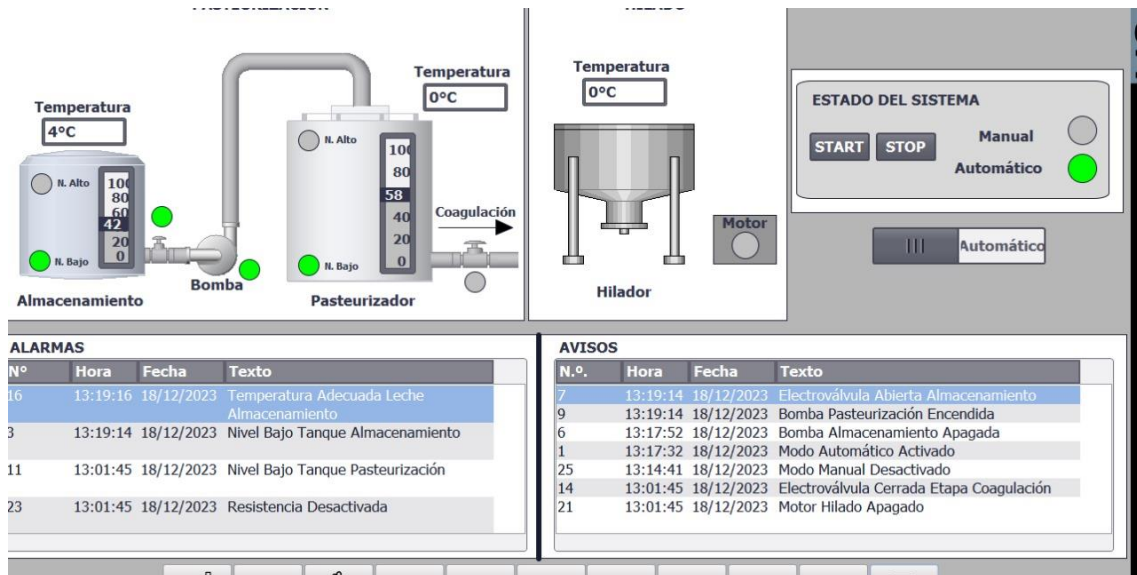 PASTEURIZACIÓN
HILADO
Temperatura
4°C
N. Alto
100
80
60
42
20
0
N. Bajo
Almacenamiento
Bomba
Temperatura
0°C
N. Alto
100
80
58
40
20
0
N. Bajo
Pasteurizador
Coagulación
Temperatura
0°C
Motor
Hilador
ESTADO DEL SISTEMA
START STOP
Manual
Automático
Automático
ALARMAS
Nº Hora Fecha Texto
16 13:19:16 18/12/2023 Temperatura Adecuada Leche
Almacenamiento
3 13:19:14 18/12/2023 Nivel Bajo Tanque Almacenamiento
11 13:01:45 18/12/2023 Nivel Bajo Tanque Pasteurización
23 13:01:45 18/12/2023 Resistencia Desactivada
AVISOS
N.º. Hora Fecha Texto
7 13:19:14 18/12/2023 Electroválvula Abierta Almacenamiento
9 13:19:14 18/12/2023 Bomba Pasteurización Encendida
6 13:17:52 18/12/2023 Bomba Almacenamiento Apagada
1 13:17:32 18/12/2023 Modo Automático Activado
25 13:14:41 18/12/2023 Modo Manual Desactivado
14 13:01:45 18/12/2023 Electroválvula Cerrada Etapa Coagulación
21 13:01:45 18/12/2023 Motor Hilado Apagado